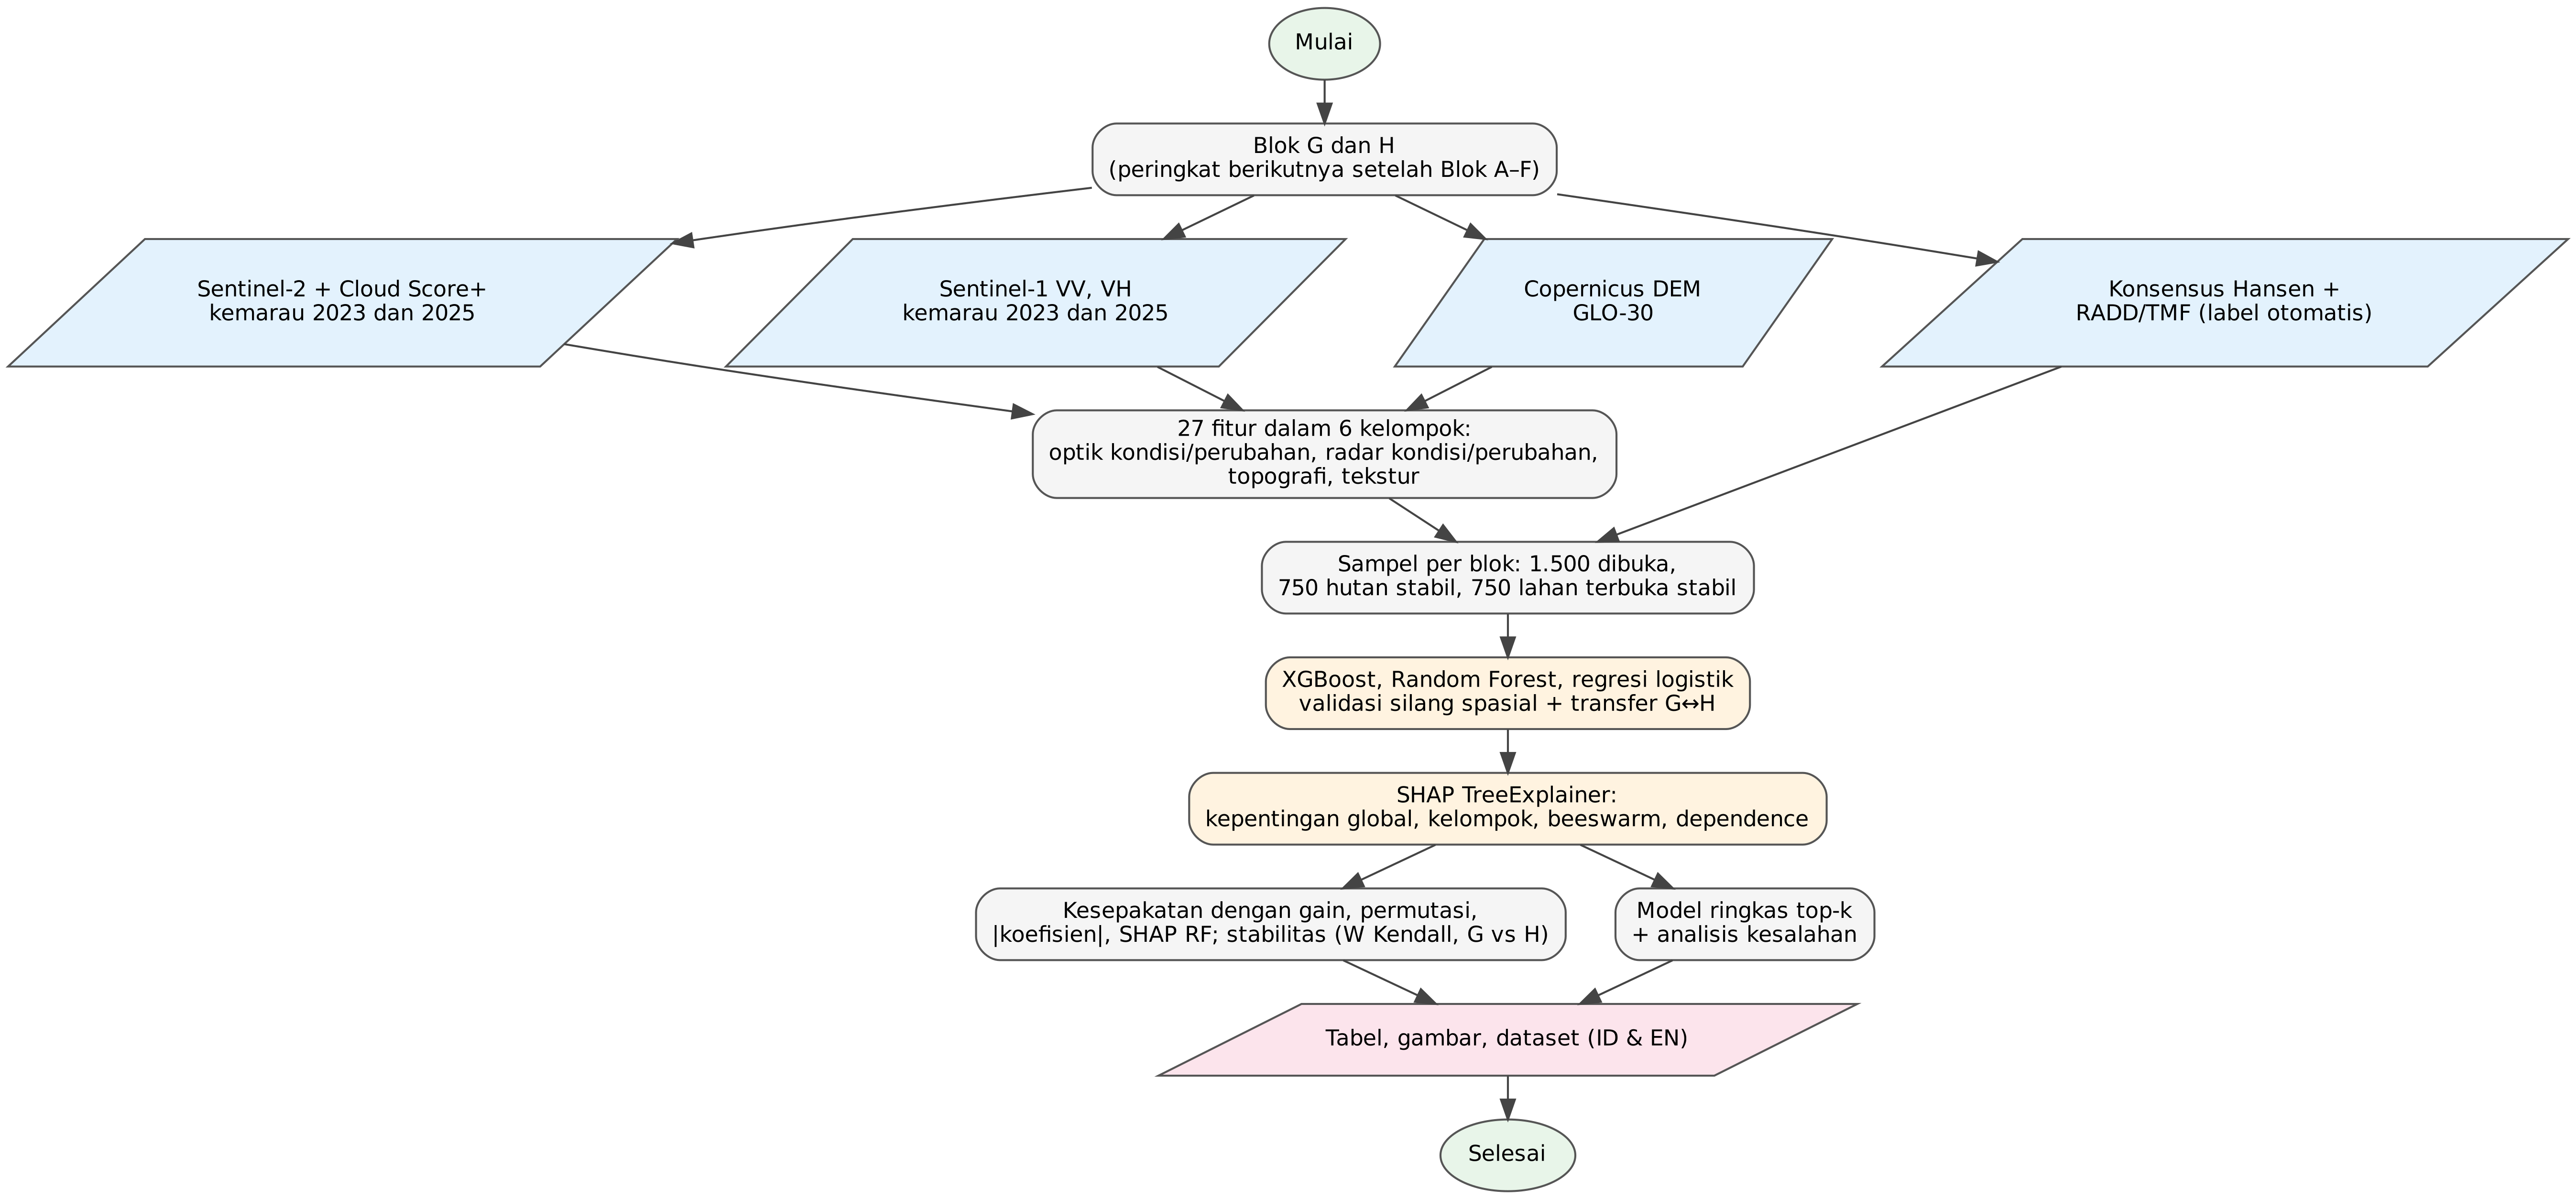 Mulai
Blok G dan H
(peringkat berikutnya setelah Blok A–F)
Sentinel-2 + Cloud Score+
kemarau 2023 dan 2025
Sentinel-1 VV, VH
kemarau 2023 dan 2025
Copernicus DEM
GLO-30
Konsensus Hansen +
RADD/TMF (label otomatis)
27 fitur dalam 6 kelompok:
optik kondisi/perubahan, radar kondisi/perubahan,
topografi, tekstur
Sampel per blok: 1.500 dibuka,
750 hutan stabil, 750 lahan terbuka stabil
XGBoost, Random Forest, regresi logistik
validasi silang spasial + transfer G↔H
SHAP TreeExplainer:
kepentingan global, kelompok, beeswarm, dependence
Kesepakatan dengan gain, permutasi,
|koefisien|, SHAP RF; stabilitas (W Kendall, G vs H)
Model ringkas top-k
+ analisis kesalahan
Tabel, gambar, dataset (ID & EN)
Selesai